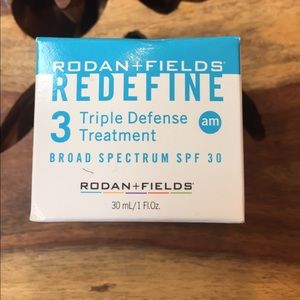 RODAN+FIELDS®
REDEFINE
3 Triple Defense Treatment am
BROAD SPECTRUM SPF 30
RODAN+FIELDS®
30 mL/1 Fl.Oz.